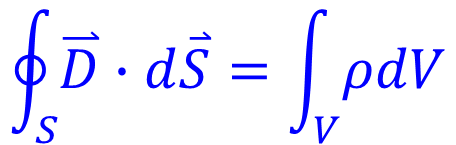 ∮_S D⃗ · dS⃗ = ∫_V ρdV